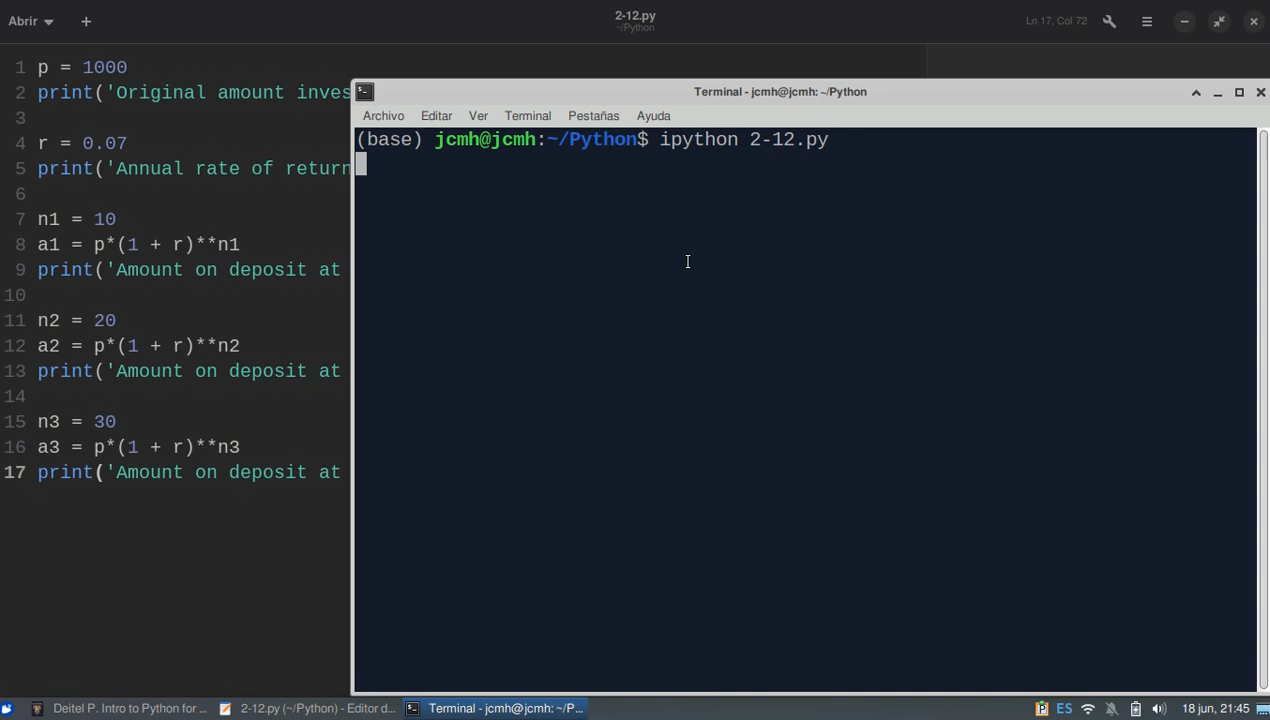 Abrir
2-12.py
~/Python
Ln 17, Col 72
1 p = 1000
2 print('Original amount inves
3
4 r = 0.07
5 print('Annual rate of return
6
7 n1 = 10
8 a1 = p*(1 + r)**n1
9 print('Amount on deposit at
10
11 n2 = 20
12 a2 = p*(1 + r)**n2
13 print('Amount on deposit at
14
15 n3 = 30
16 a3 = p*(1 + r)**n3
17 print('Amount on deposit at
Terminal - jcmh@jcmh: ~/Python
Archivo Editar Ver Terminal Pestañas Ayuda
(base) jcmh@jcmh:~/Python$ ipython 2-12.py
Deitel P. Intro to Python for ...
2-12.py (~/Python) - Editor d...
Terminal - jcmh@jcmh: ~/P...
ES
18 jun, 21:45